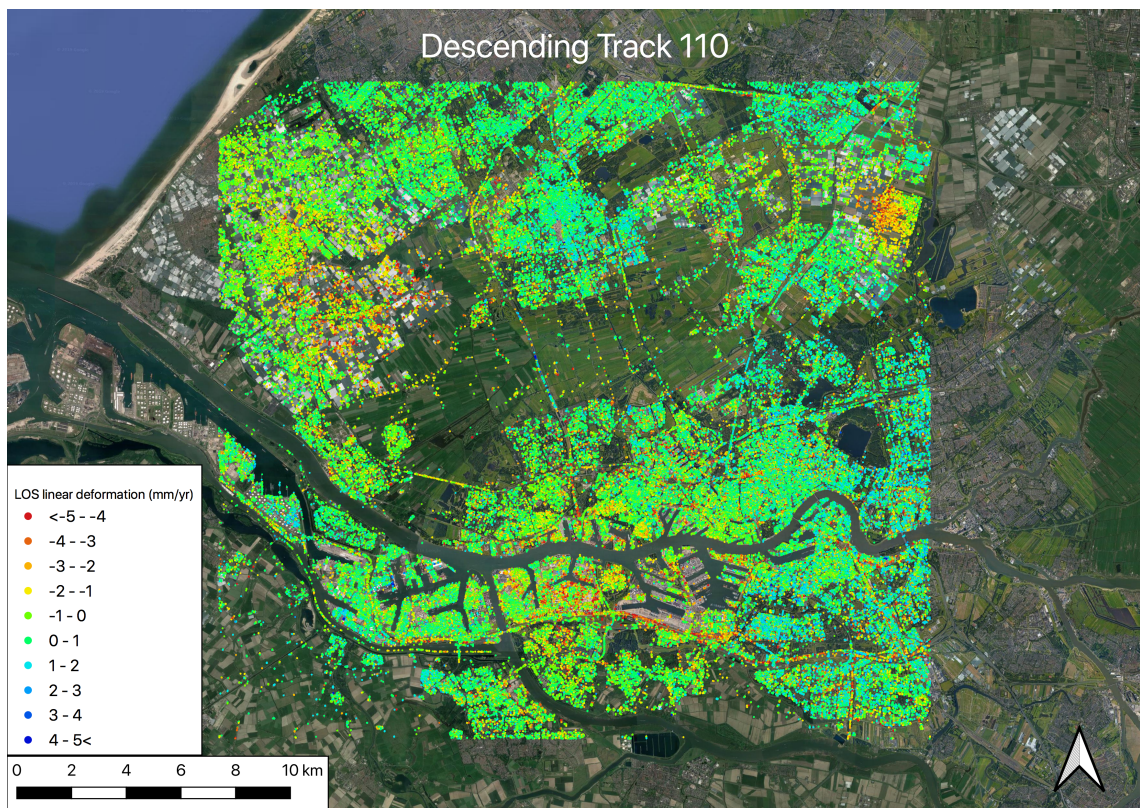 Descending Track 110
LOS linear deformation (mm/yr)
<-5 - -4
-4 - -3
-3 - -2
-2 - -1
-1 - 0
0 - 1
1 - 2
2 - 3
3 - 4
4 - 5<
0 2 4 6 8 10 km